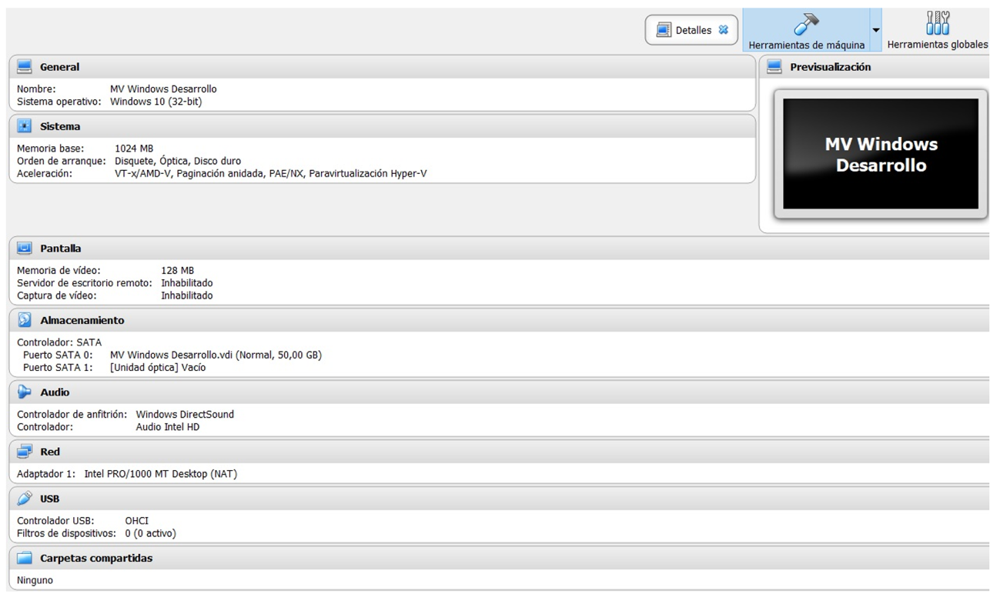 Detalles
Herramientas de máquina
Herramientas globales
General
Nombre: MV Windows Desarrollo
Sistema operativo: Windows 10 (32-bit)
Previsualización
MV Windows
Desarrollo
Sistema
Memoria base: 1024 MB
Orden de arranque: Disquete, Óptica, Disco duro
Aceleración: VT-x/AMD-V, Paginación anidada, PAE/NX, Paravirtualización Hyper-V
Pantalla
Memoria de vídeo: 128 MB
Servidor de escritorio remoto: Inhabilitado
Captura de vídeo: Inhabilitado
Almacenamiento
Controlador: SATA
Puerto SATA 0: MV Windows Desarrollo.vdi (Normal, 50,00 GB)
Puerto SATA 1: [Unidad óptica] Vacío
Audio
Controlador de anfitrión: Windows DirectSound
Controlador: Audio Intel HD
Red
Adaptador 1: Intel PRO/1000 MT Desktop (NAT)
USB
Controlador USB: OHCI
Filtros de dispositivos: 0 (0 activo)
Carpetas compartidas
Ninguno